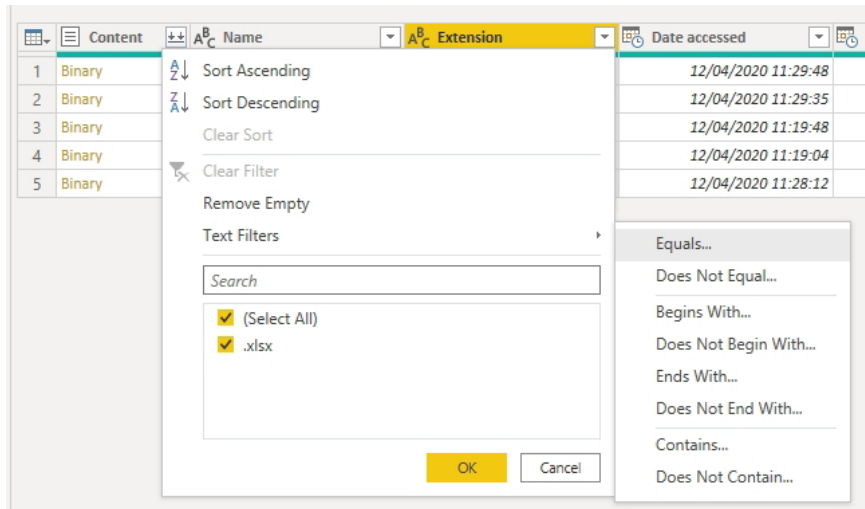 Content ABC Name ABC Extension Date accessed
1 Binary 12/04/2020 11:29:48
2 Binary 12/04/2020 11:29:35
3 Binary 12/04/2020 11:19:48
4 Binary 12/04/2020 11:19:04
5 Binary 12/04/2020 11:28:12
AZ Sort Ascending
ZA Sort Descending
Clear Sort
Clear Filter
Remove Empty
Text Filters
Search
(Select All)
.xlsx
OK Cancel
Equals...
Does Not Equal...
Begins With...
Does Not Begin With...
Ends With...
Does Not End With...
Contains...
Does Not Contain...